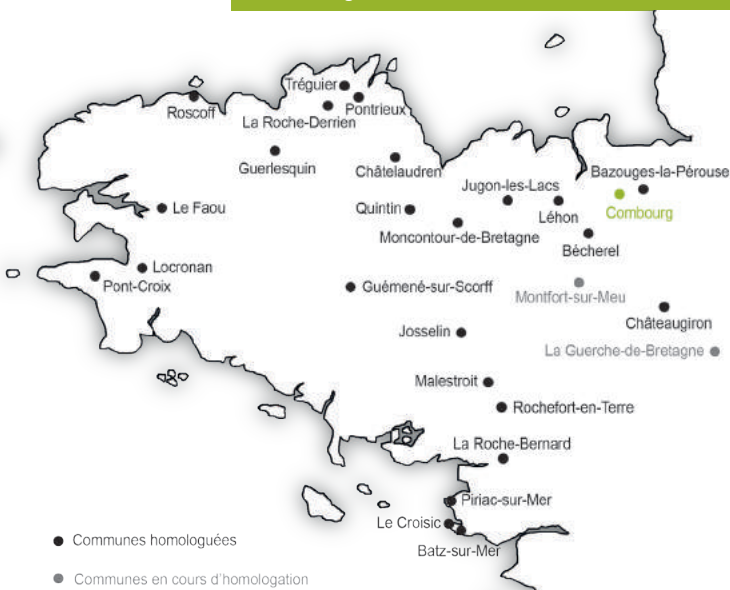 Tréguier
Roscoff
Pontrieux
La Roche-Derrien
Guerlesquin
Châtelaudren
Bazouges-la-Pérouse
Jugon-les-Lacs
Le Faou
Quintin
Léhon
Combourg
Moncontour-de-Bretagne
Bécherel
Locronan
Pont-Croix
Guémené-sur-Scorff
Montfort-sur-Meu
Châteaugiron
Josselin
La Guerche-de-Bretagne
Malestroit
Rochefort-en-Terre
La Roche-Bernard
Piriac-sur-Mer
Le Croisic
Batz-sur-Mer
Communes homologuées
Communes en cours d'homologation